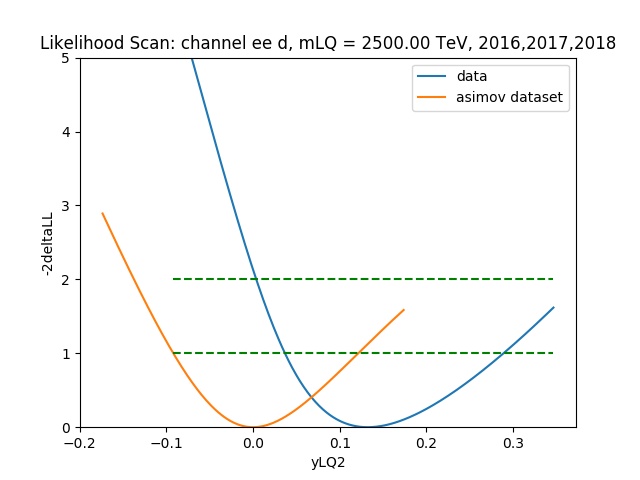 Likelihood Scan: channel ee d, mLQ = 2500.00 TeV, 2016,2017,2018
data
asimov dataset
5
4
3
2
1
0
-2deltaLL
−0.2 −0.1 0.0 0.1 0.2 0.3
yLQ2